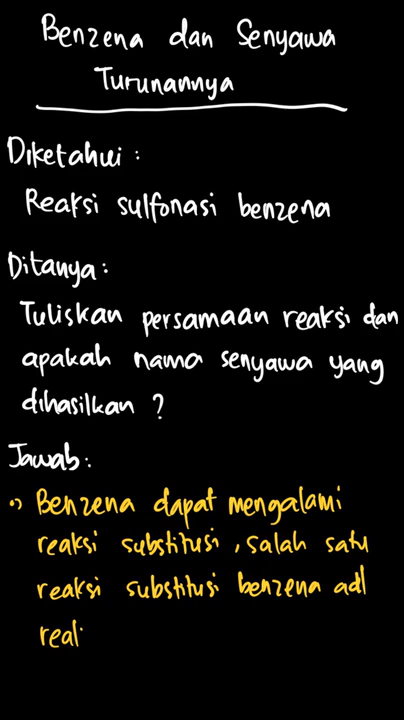 Benzena dan Senyawa
Turunannya
Diketahui :
Reaksi sulfonasi benzena
Ditanya :
Tuliskan persamaan reaksi dan
apakah nama senyawa yang
dihasilkan ?
Jawab :
•) Benzena dapat mengalami
reaksi substitusi , salah satu
reaksi substitusi benzena adl
real